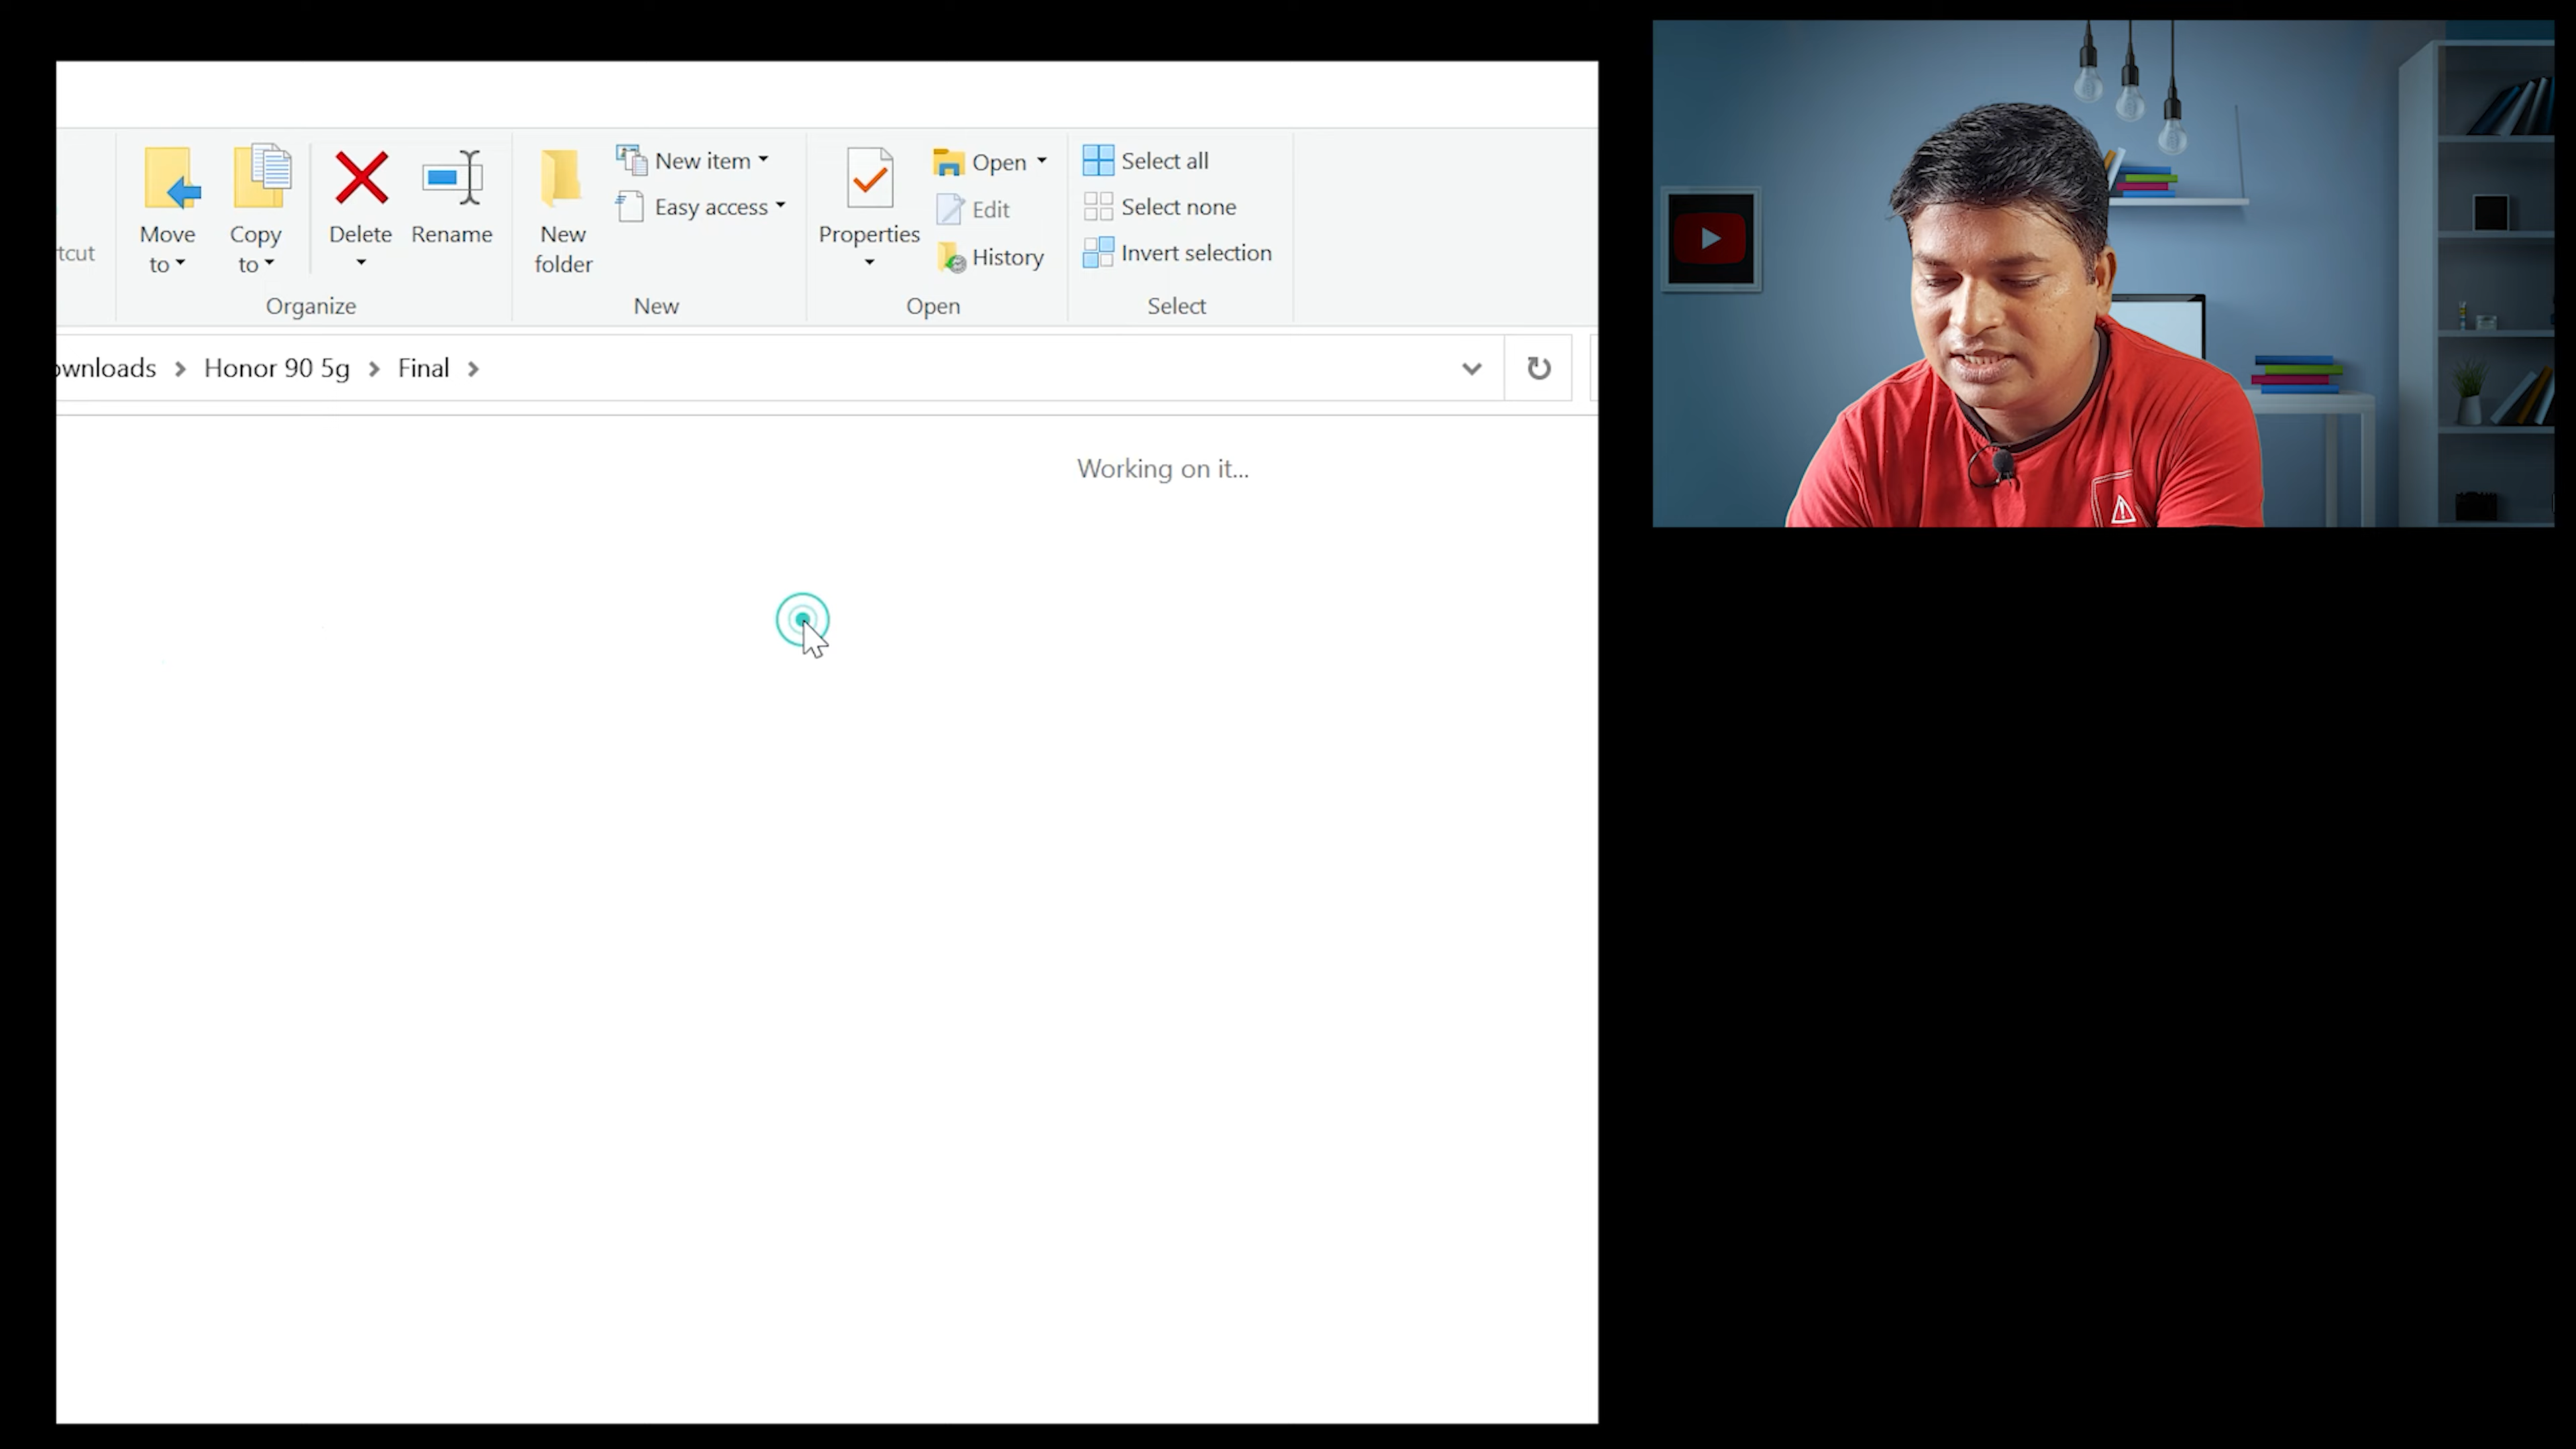 New item
Select all
Open
Easy access
Edit
Select none
Move to
Copy to
Delete
Rename
New folder
Properties
tcut
History
Invert selection
Organize
New
Open
Select
ownloads > Honor 90 5g > Final >
Working on it...